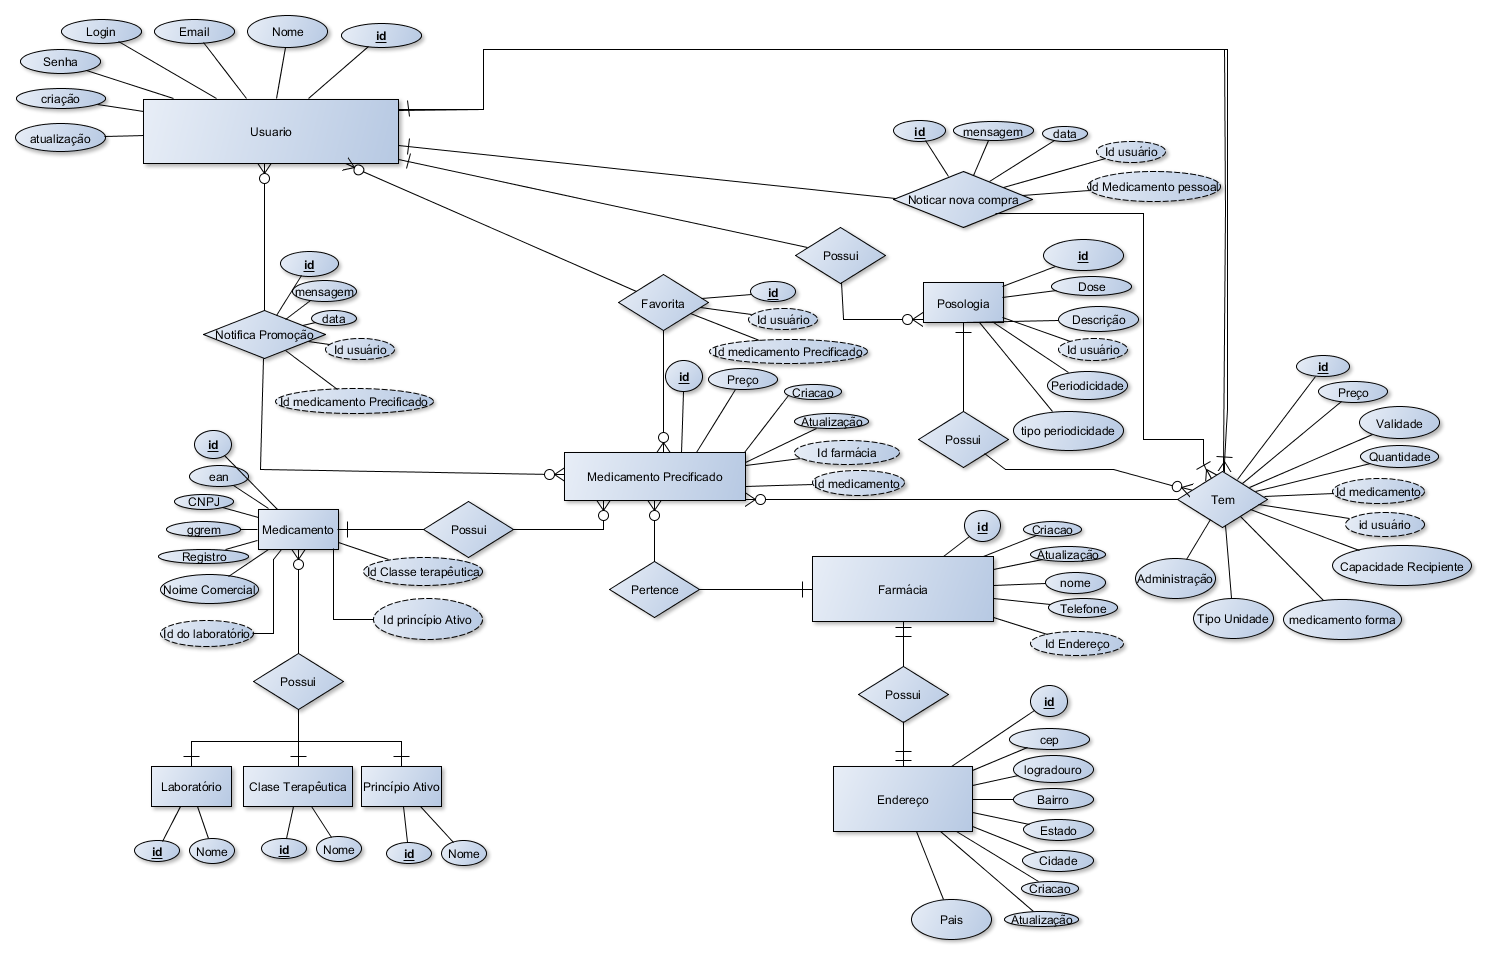 Login
Email
Nome
id
Senha
criação
atualização
Usuario
id
mensagem
data
Id usuário
Id Medicamento pessoal
Noticar nova compra
Possui
id
Dose
Descrição
Id usuário
Periodicidade
tipo periodicidade
Posologia
id
mensagem
data
Id usuário
Id medicamento Precificado
Notifica Promoção
Favorita
id
Id usuário
Id medicamento Precificado
id
Preço
Criacao
Atualização
Id farmácia
Id medicamento
Medicamento Precificado
Possui
id
Preço
Validade
Quantidade
Id medicamento
id usuário
Capacidade Recipiente
medicamento forma
Tipo Unidade
Administração
Tem
id
ean
CNPJ
ggrem
Registro
Noime Comercial
Id do laboratório
Medicamento
Id Classe terapêutica
Id princípio Ativo
Possui
Pertence
id
Criacao
Atualização
nome
Telefone
Id Endereço
Farmácia
Possui
Possui
Laboratório
Clase Terapêutica
Princípio Ativo
id
Nome
id
Nome
id
Nome
id
cep
logradouro
Bairro
Estado
Cidade
Criacao
Atualização
Pais
Endereço